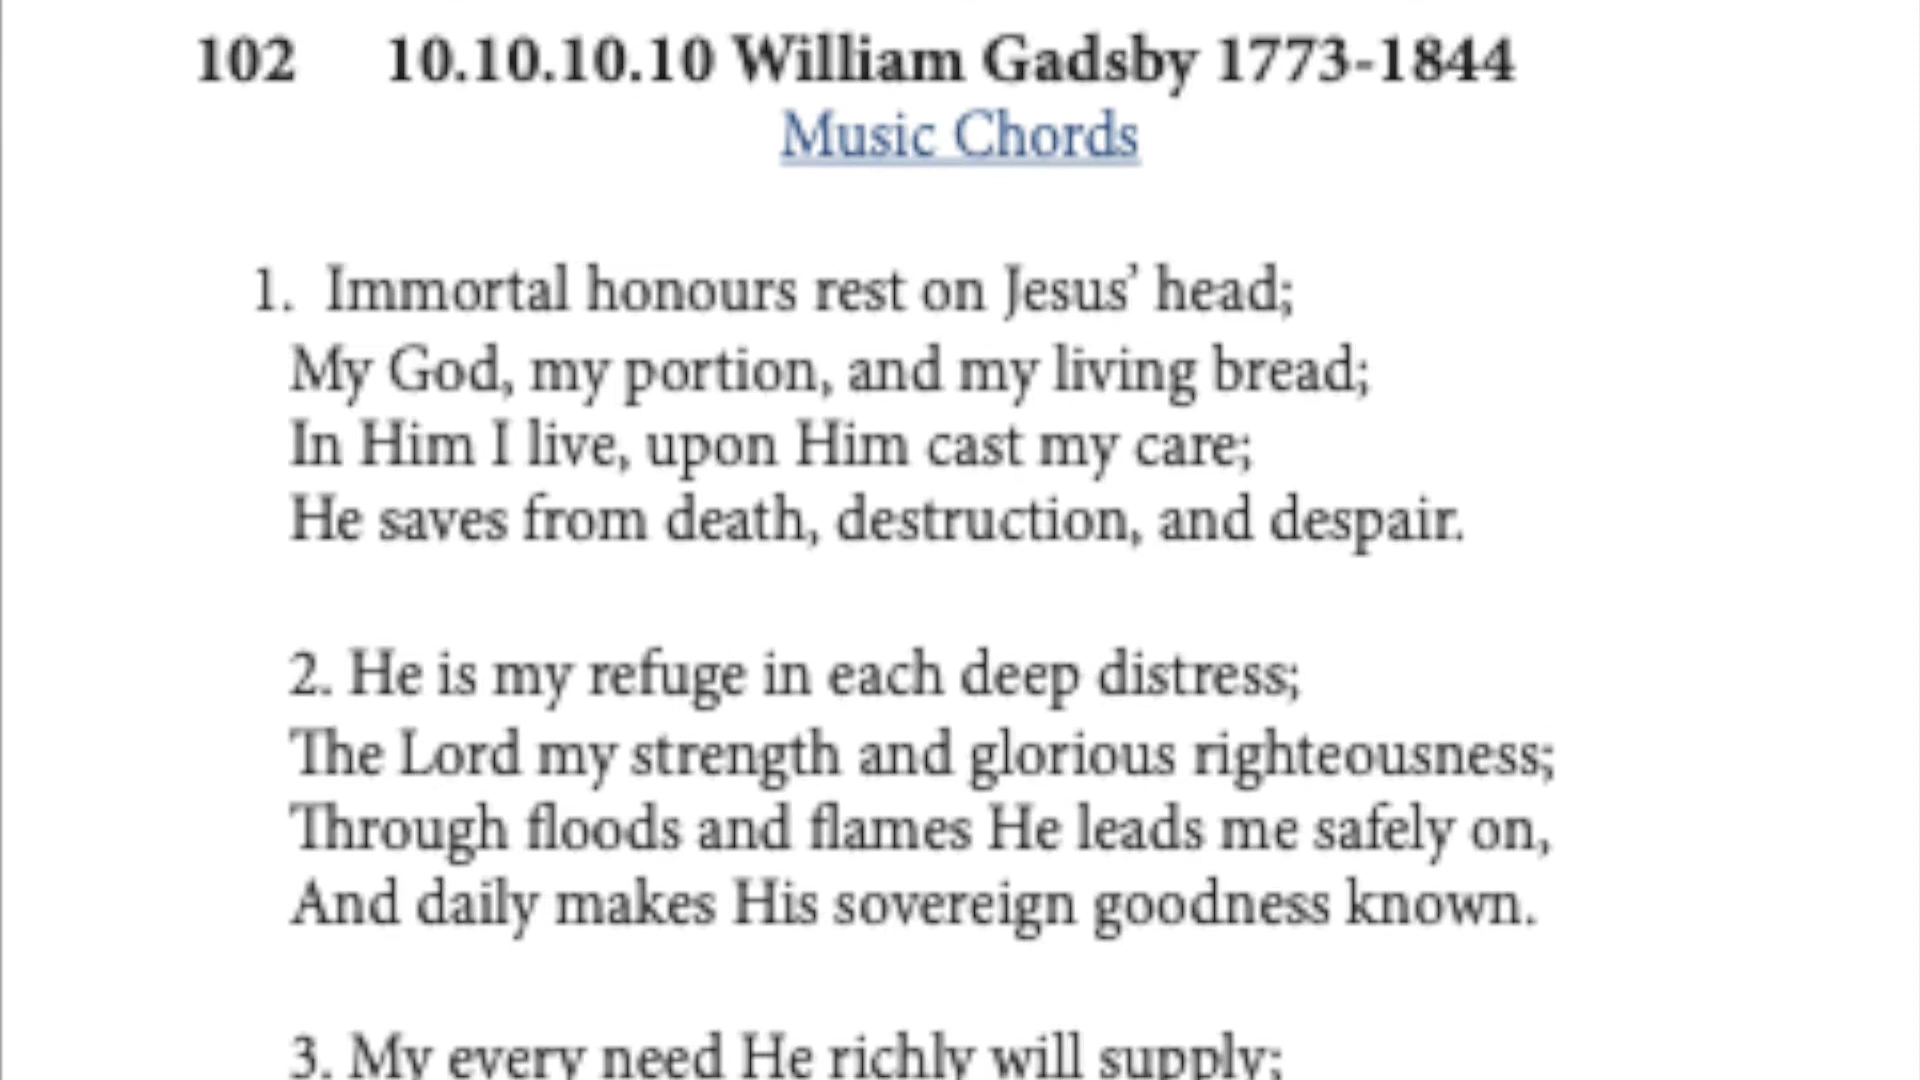 102 10.10.10.10 William Gadsby 1773-1844
Music Chords
1. Immortal honours rest on Jesus’ head;
My God, my portion, and my living bread;
In Him I live, upon Him cast my care;
He saves from death, destruction, and despair.
2. He is my refuge in each deep distress;
The Lord my strength and glorious righteousness;
Through floods and flames He leads me safely on,
And daily makes His sovereign goodness known.
3. My every need He richly will supply;